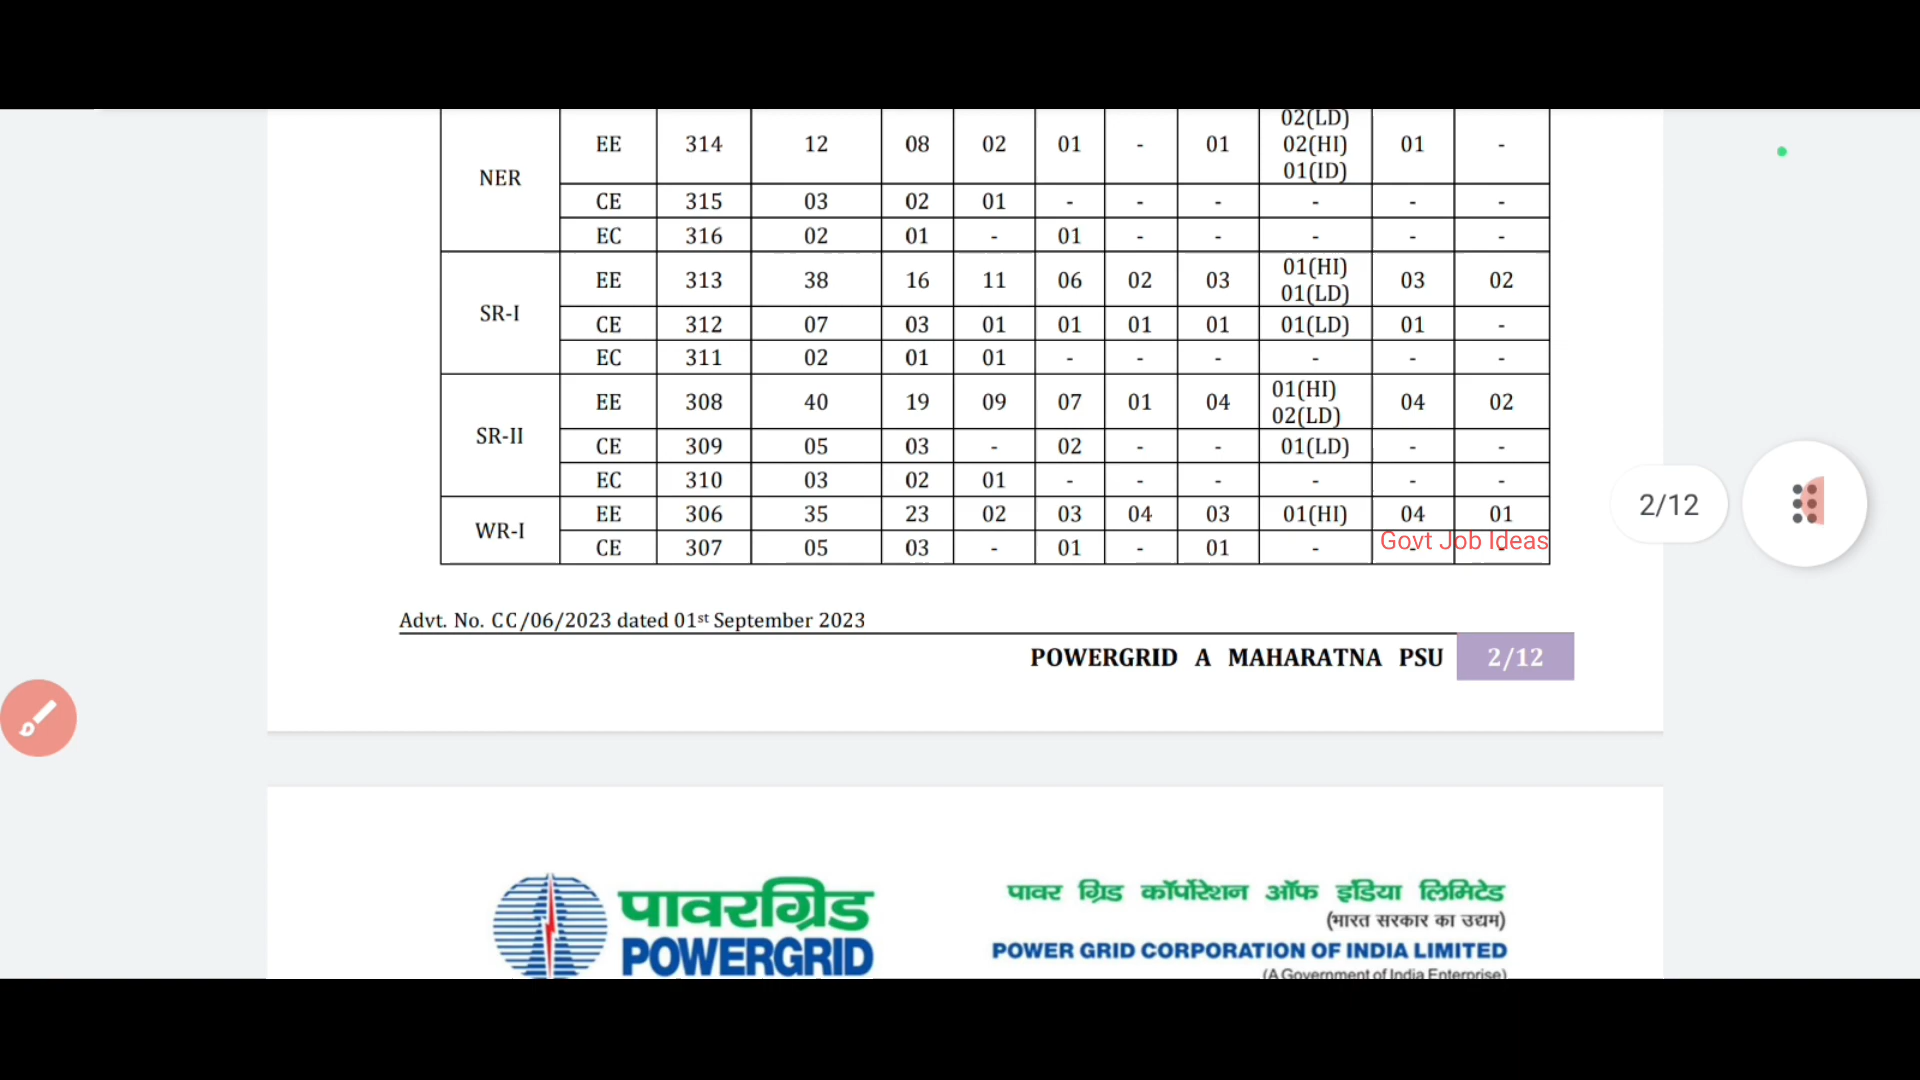 NER EE 314 12 08 02 01 - 01 02(LD) 02(HI) 01(ID) 01 -
CE 315 03 02 01 - - - - - -
EC 316 02 01 - 01 - - - - -
SR-I EE 313 38 16 11 06 02 03 01(HI) 01(LD) 03 02
CE 312 07 03 01 01 01 01 01(LD) 01 -
EC 311 02 01 01 - - - - - -
SR-II EE 308 40 19 09 07 01 04 01(HI) 02(LD) 04 02
CE 309 05 03 - 02 - - 01(LD) - -
EC 310 03 02 01 - - - - - -
WR-I EE 306 35 23 02 03 04 03 01(HI) 04 01
CE 307 05 03 - 01 - 01 - - -
Govt Job Ideas
2/12
Advt. No. CC/06/2023 dated 01st September 2023
POWERGRID A MAHARATNA PSU 2/12
पावरग्रिड
POWERGRID
पावर ग्रिड कॉर्पोरेशन ऑफ इंडिया लिमिटेड
(भारत सरकार का उद्यम)
POWER GRID CORPORATION OF INDIA LIMITED
(A Government of India Enterprise)